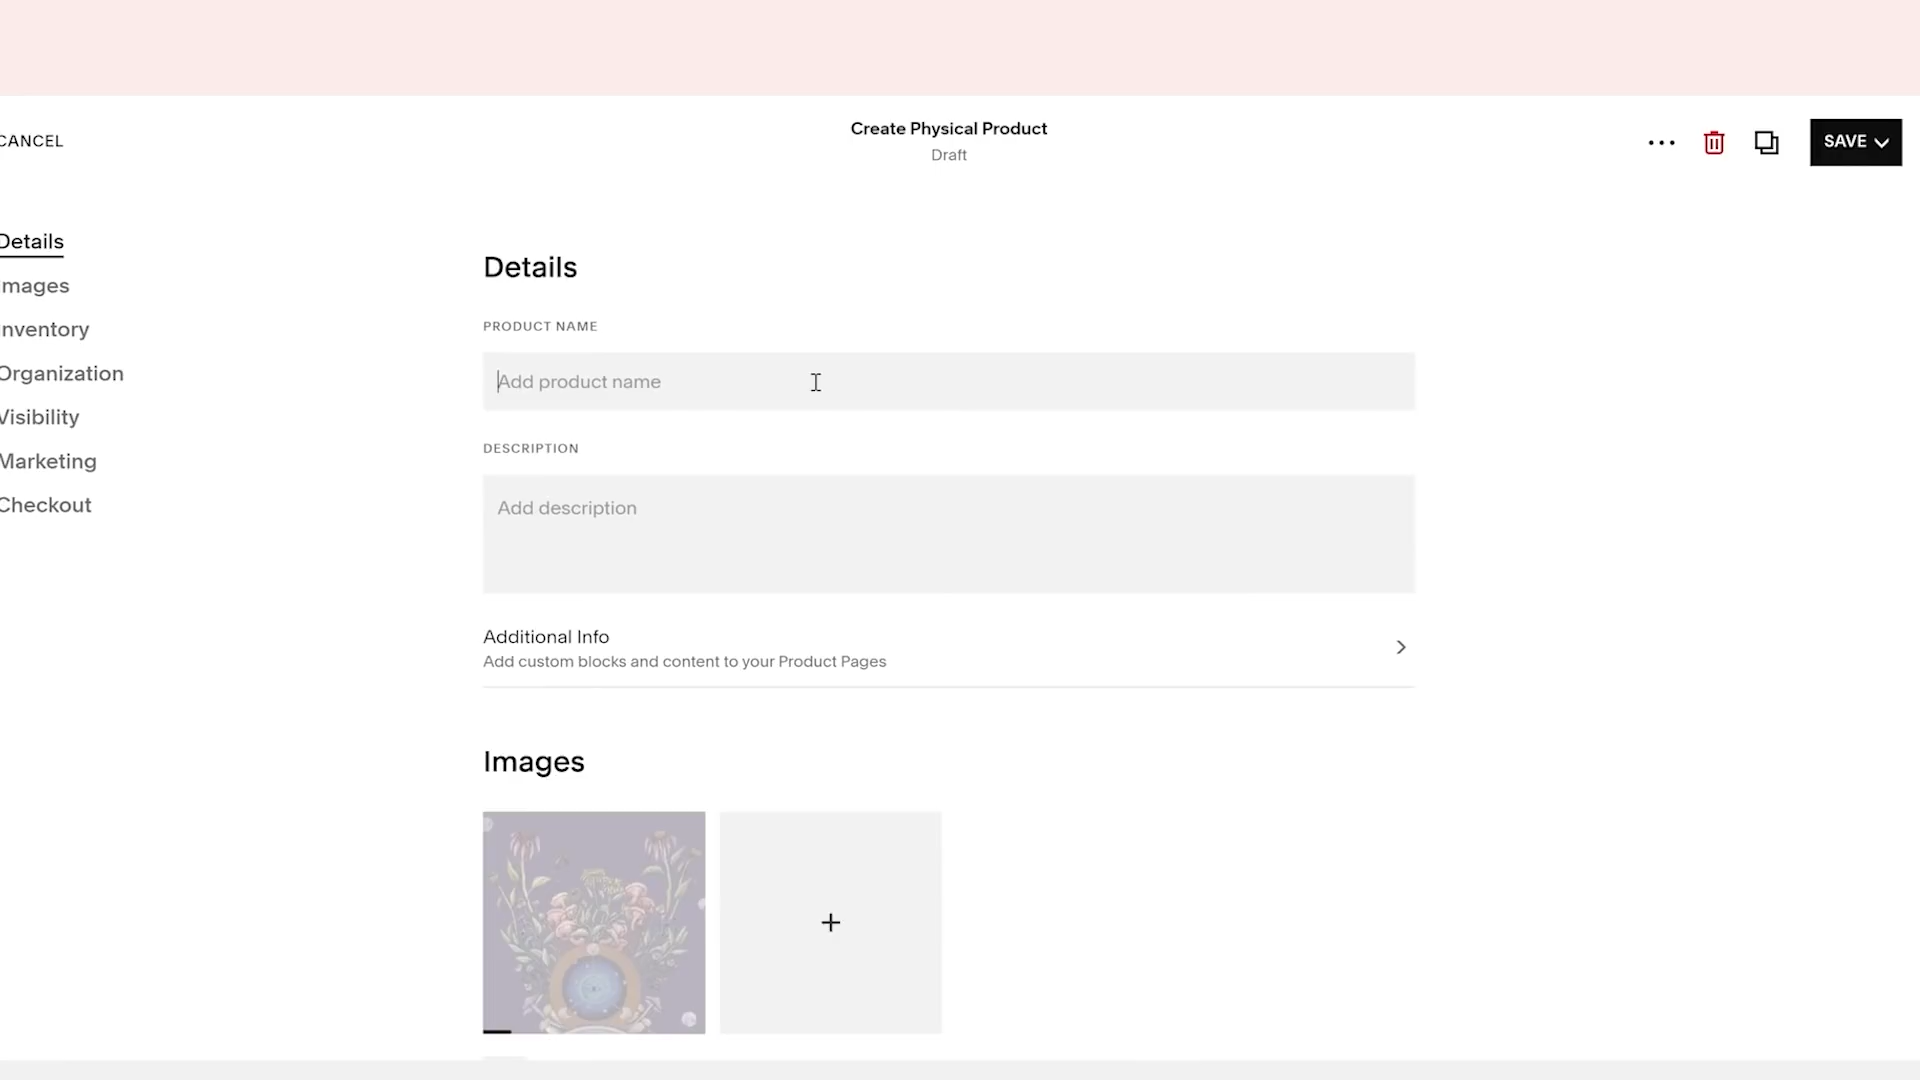 CANCEL
Create Physical Product
Draft
SAVE
Details
mages
nventory
Organization
Visibility
Marketing
Checkout
Details
PRODUCT NAME
Add product name
DESCRIPTION
Add description
Additional Info
Add custom blocks and content to your Product Pages
Images